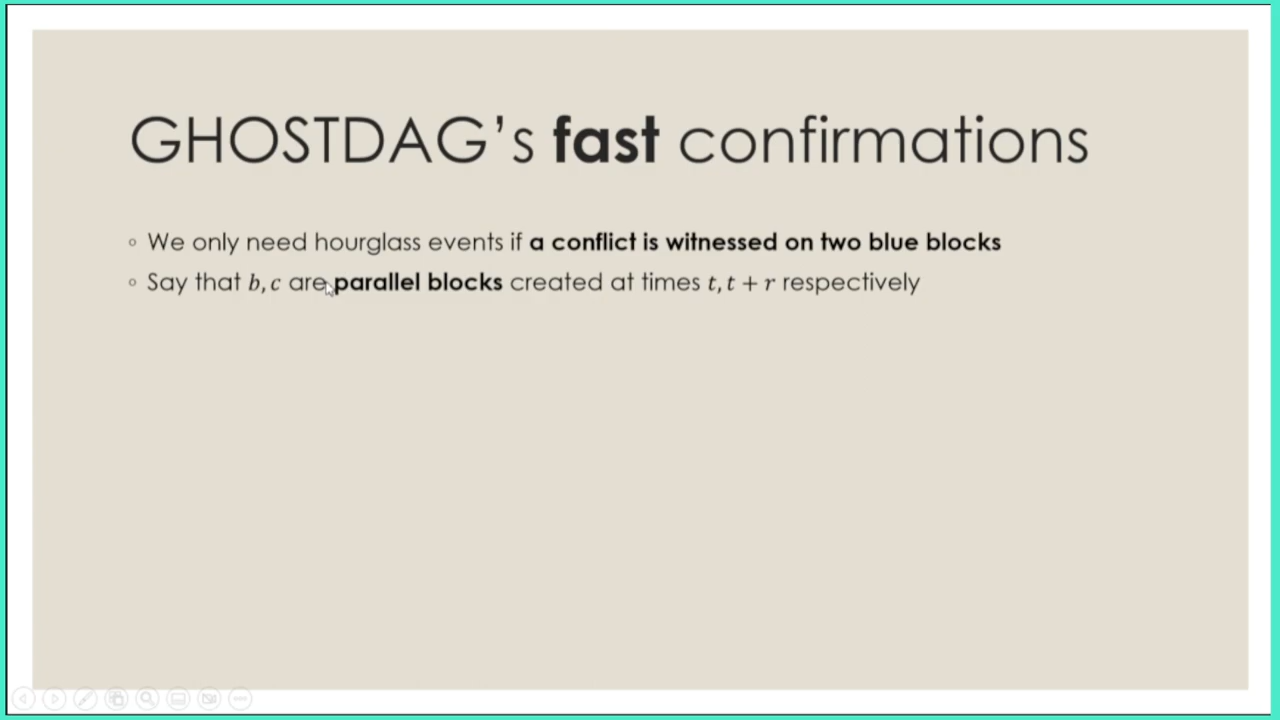 GHOSTDAG’s fast confirmations
◦ We only need hourglass events if a conflict is witnessed on two blue blocks
◦ Say that b, c are parallel blocks created at times t, t + r respectively